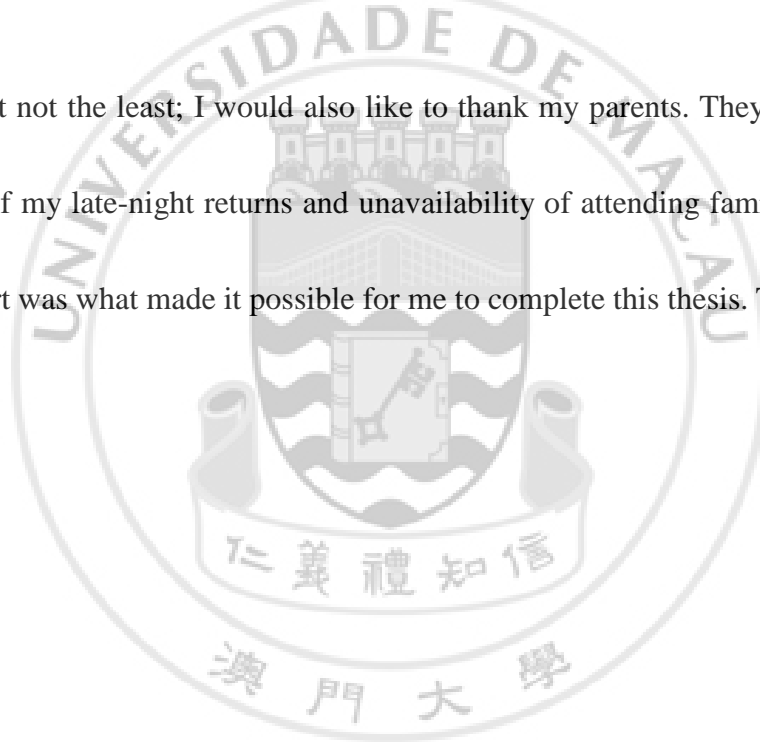 UNIVERSIDADE DE MACAU
not the least; I would also like to thank my parents. They
my late-night returns and unavailability of attending
was what made it possible for me to complete this thesis.
仁義禮知信
澳門大學